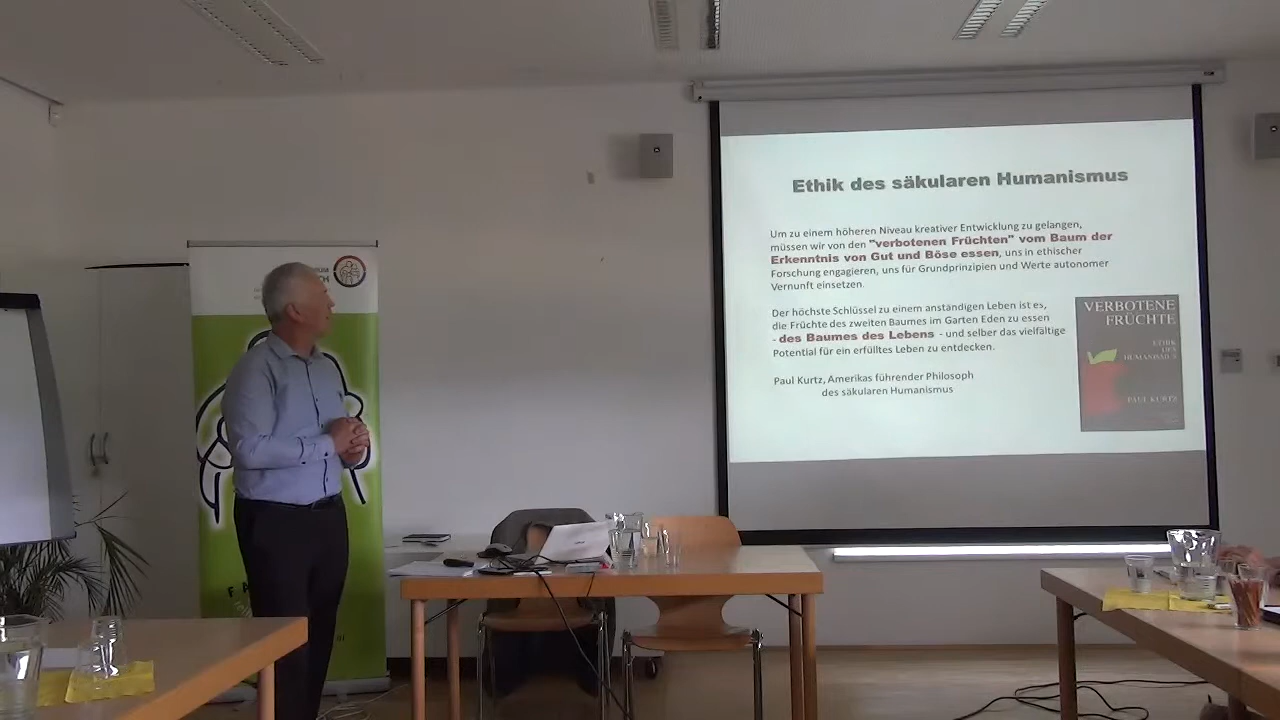 Ethik des säkularen Humanismus
Um zu einem höheren Niveau kreativer Entwicklung zu gelangen,
müssen wir von den "verbotenen Früchten" vom Baum der
Erkenntnis von Gut und Böse essen, uns in ethischer
Forschung engagieren, uns für Grundprinzipien und Werte autonomer
Vernunft einsetzen.
Der höchste Schlüssel zu einem anständigen Leben ist es,
die Früchte des zweiten Baumes im Garten Eden zu essen
- des Baumes des Lebens - und selber das vielfältige
Potential für ein erfülltes Leben zu entdecken.
Paul Kurtz, Amerikas führender Philosoph
des säkularen Humanismus
VERBOTENE
FRÜCHTE
ETHIK
DES
HUMANISMUS
PAUL KURTZ